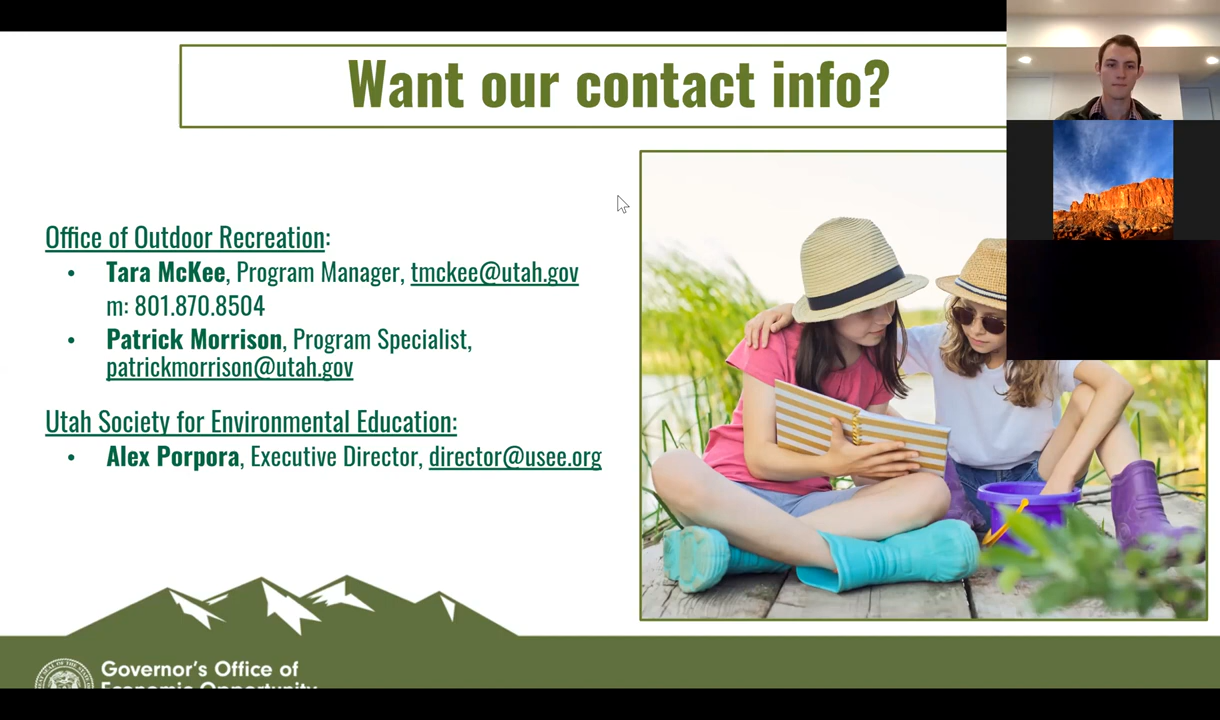 Want our contact info?
Office of Outdoor Recreation:
• Tara McKee, Program Manager, tmckee@utah.gov
m: 801.870.8504
• Patrick Morrison, Program Specialist,
patrickmorrison@utah.gov
Utah Society for Environmental Education:
• Alex Porpora, Executive Director, director@usee.org
Governor's Office of
Economic Opportunity